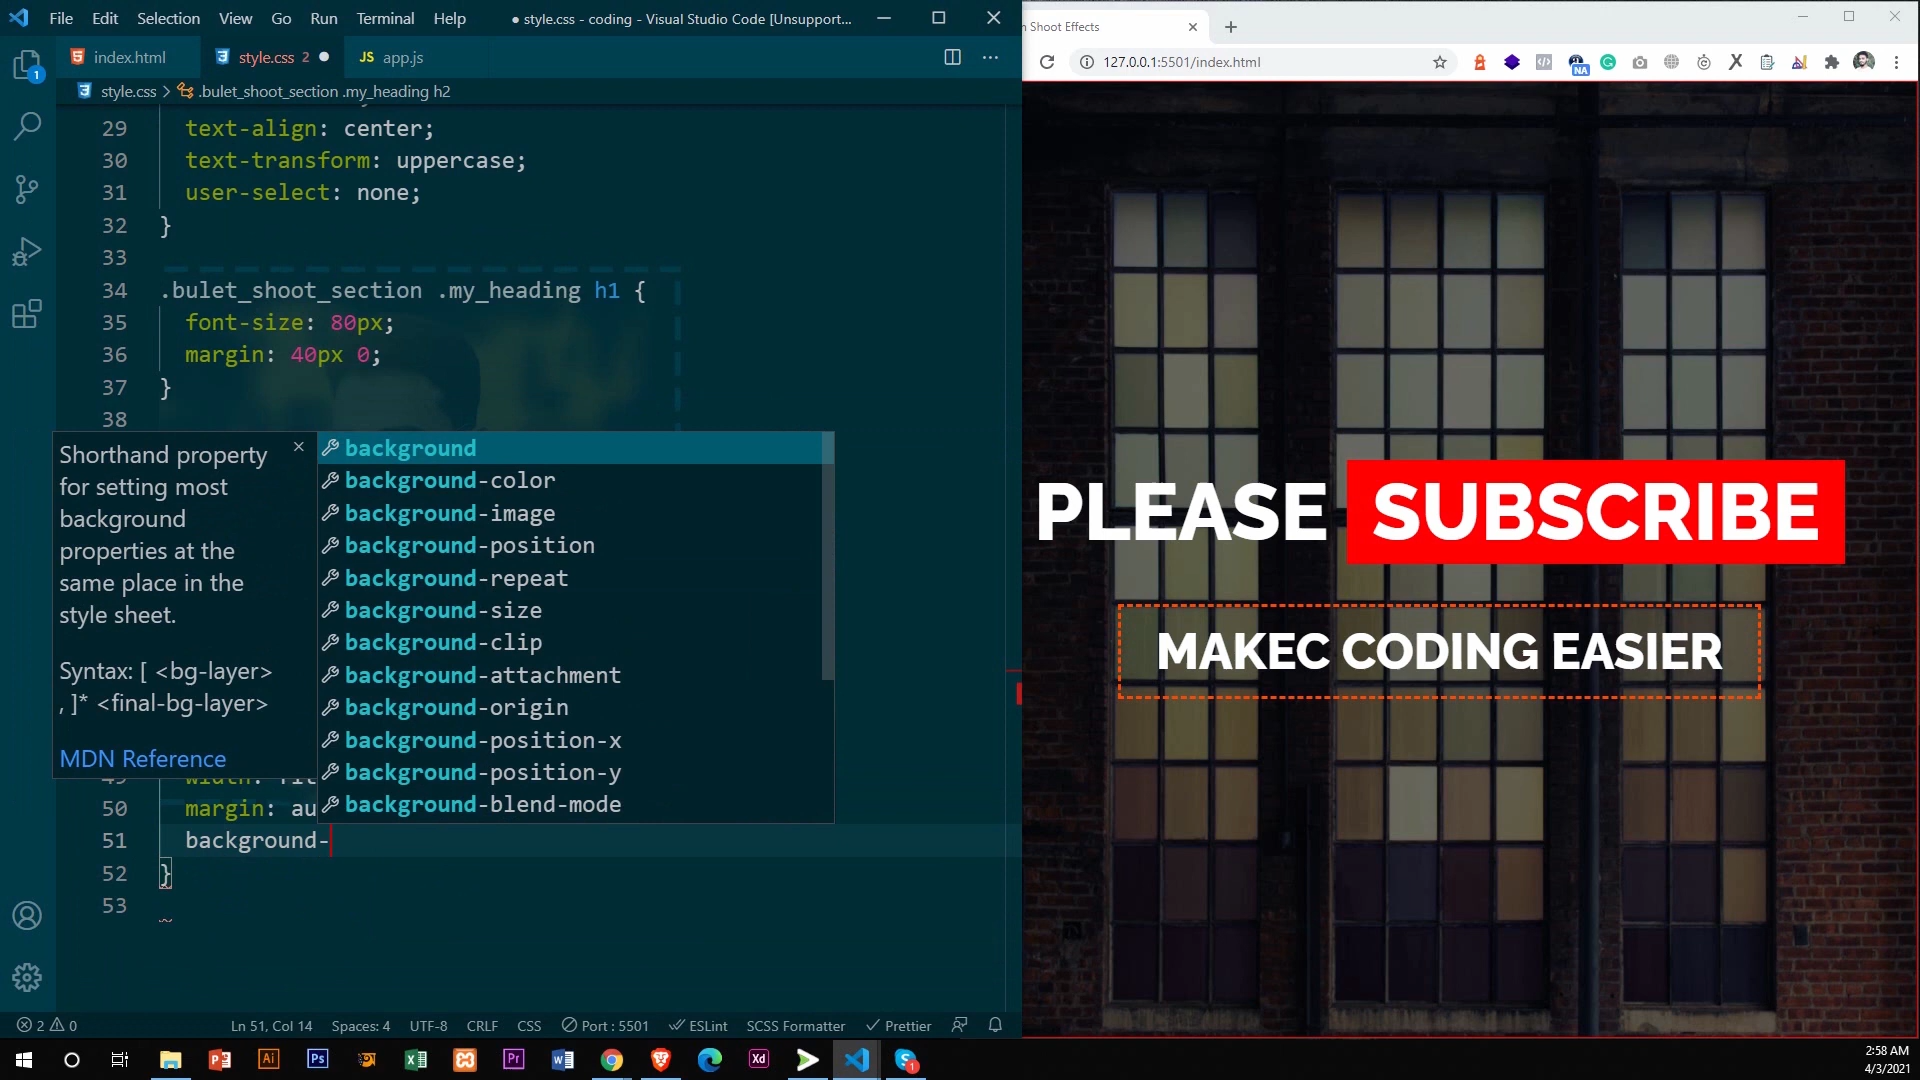 File Edit Selection View Go Run Terminal Help
● style.css - coding - Visual Studio Code [Unsupport...
index.html
style.css 2
JS app.js
style.css > .bulet_shoot_section .my_heading h2
29 text-align: center;
30 text-transform: uppercase;
31 user-select: none;
32 }
33
34 .bulet_shoot_section .my_heading h1 {
35 font-size: 80px;
36 margin: 40px 0;
37 }
38
Shorthand property
for setting most
background
properties at the
same place in the
style sheet.
Syntax: [ <bg-layer>
, ]* <final-bg-layer>
MDN Reference
background
background-color
background-image
background-position
background-repeat
background-size
background-clip
background-attachment
background-origin
background-position-x
background-position-y
background-blend-mode
50 margin: au
51 background-
52 }
53
2 0
Ln 51, Col 14 Spaces: 4 UTF-8 CRLF CSS Port : 5501 ESLint SCSS Formatter Prettier
Shoot Effects
127.0.0.1:5501/index.html
NA
PLEASE SUBSCRIBE
MAKEC CODING EASIER
1
Ai
Ps
Pr
Xd
1
2:58 AM
4/3/2021